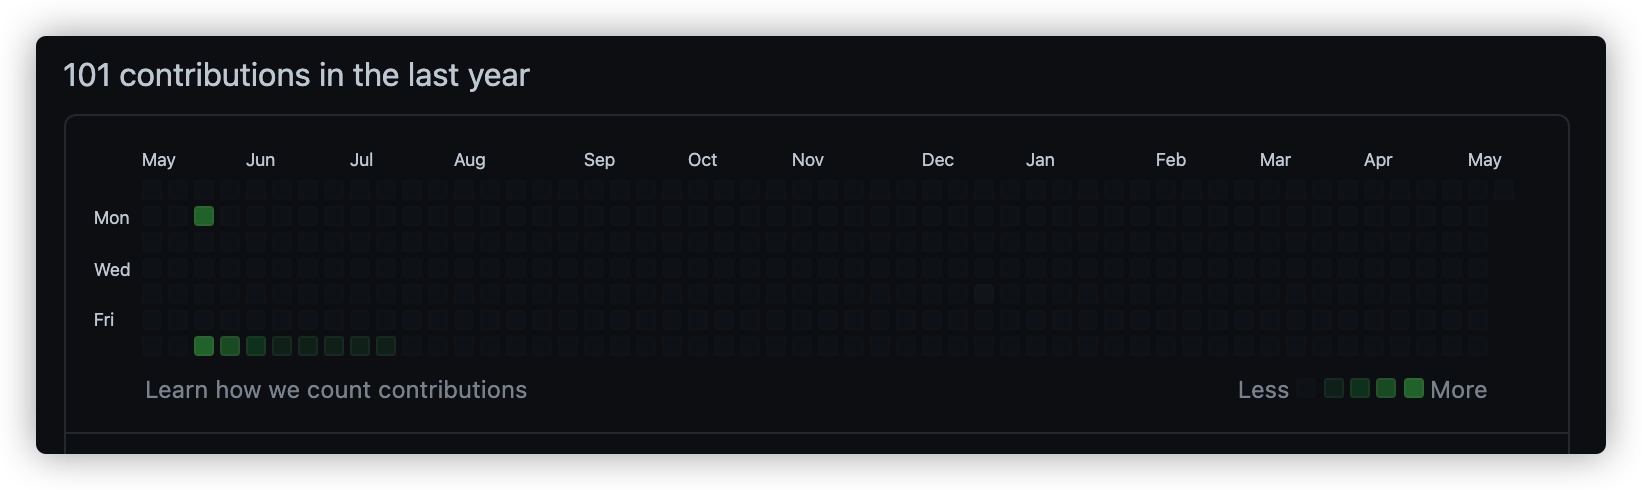 101 contributions in the last year
May Jun Jul Aug Sep Oct Nov Dec Jan Feb Mar Apr May
Mon
Wed
Fri
Learn how we count contributions
Less More